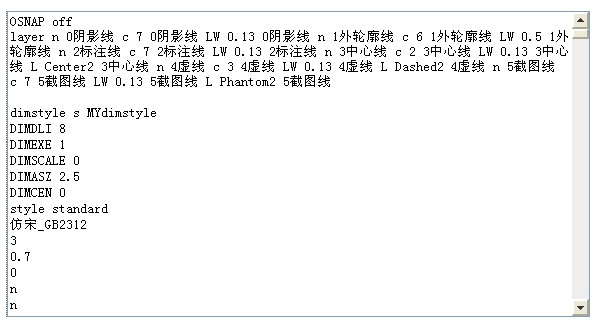 OSNAP off
layer n 0阴影线 c 7 0阴影线 LW 0.13 0阴影线 n 1外轮廓线 c 6 1外轮廓线 LW 0.5 1外
轮廓线 n 2标注线 c 7 2标注线 LW 0.13 2标注线 n 3中心线 c 2 3中心线 LW 0.13 3中心
线 L Center2 3中心线 n 4虚线 c 3 4虚线 LW 0.13 4虚线 L Dashed2 4虚线 n 5截图线
c 7 5截图线 LW 0.13 5截图线 L Phantom2 5截图线
dimstyle s MYdimstyle
DIMDLI 8
DIMEXE 1
DIMSCALE 0
DIMASZ 2.5
DIMCEN 0
style standard
仿宋_GB2312
3
0.7
0
n
n